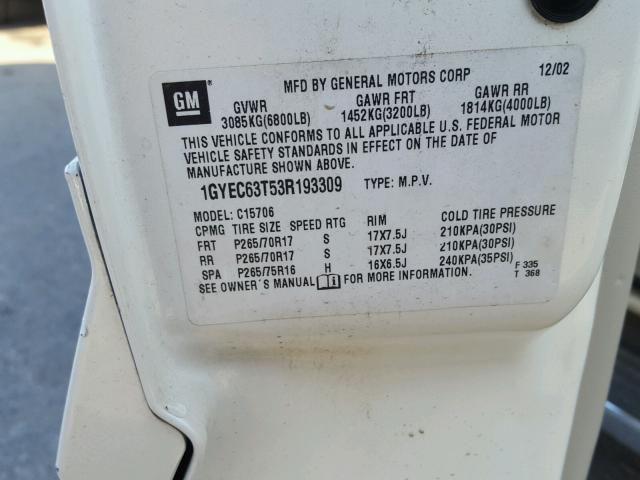 GM
®
MFD BY GENERAL MOTORS CORP 12/02
GVWR GAWR FRT GAWR RR
3085KG(6800LB) 1452KG(3200LB) 1814KG(4000LB)
THIS VEHICLE CONFORMS TO ALL APPLICABLE U.S. FEDERAL MOTOR
VEHICLE SAFETY STANDARDS IN EFFECT ON THE DATE OF
MANUFACTURE SHOWN ABOVE.
1GYEC63T53R193309 TYPE: M.P.V.
MODEL: C15706
CPMG TIRE SIZE SPEED RTG RIM COLD TIRE PRESSURE
FRT P265/70R17 S 17X7.5J 210KPA(30PSI)
RR P265/70R17 S 17X7.5J 210KPA(30PSI)
SPA P265/75R16 H 16X6.5J 240KPA(35PSI) F 335
SEE OWNER'S MANUAL i FOR MORE INFORMATION. T 368